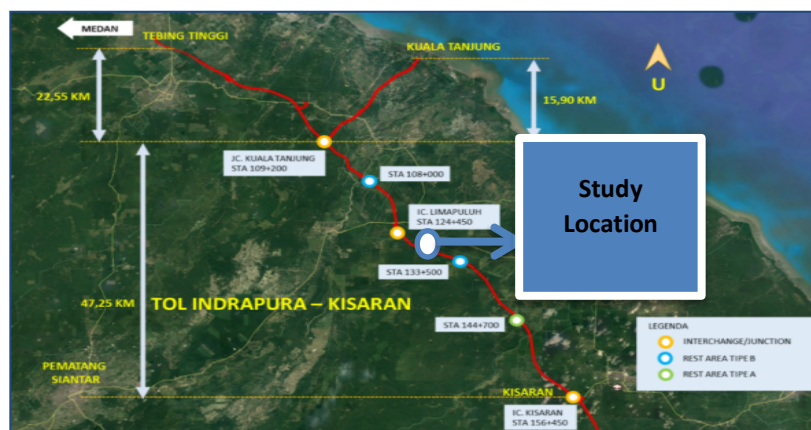 MEDAN
TEBING TINGGI
KUALA TANJUNG
22,55 KM
15,90 KM
U
JC. KUALA TANJUNG
STA 109+200
STA 108+000
Study
Location
IC. LIMAPULUH
STA 124+450
STA 133+500
47,25 KM
TOL INDRAPURA – KISARAN
STA 144+700
LEGENDA
INTERCHANGE/JUNCTION
REST AREA TIPE B
REST AREA TIPE A
PEMATANG
SIANTAR
KISARAN
IC. KISARAN
STA 156+450